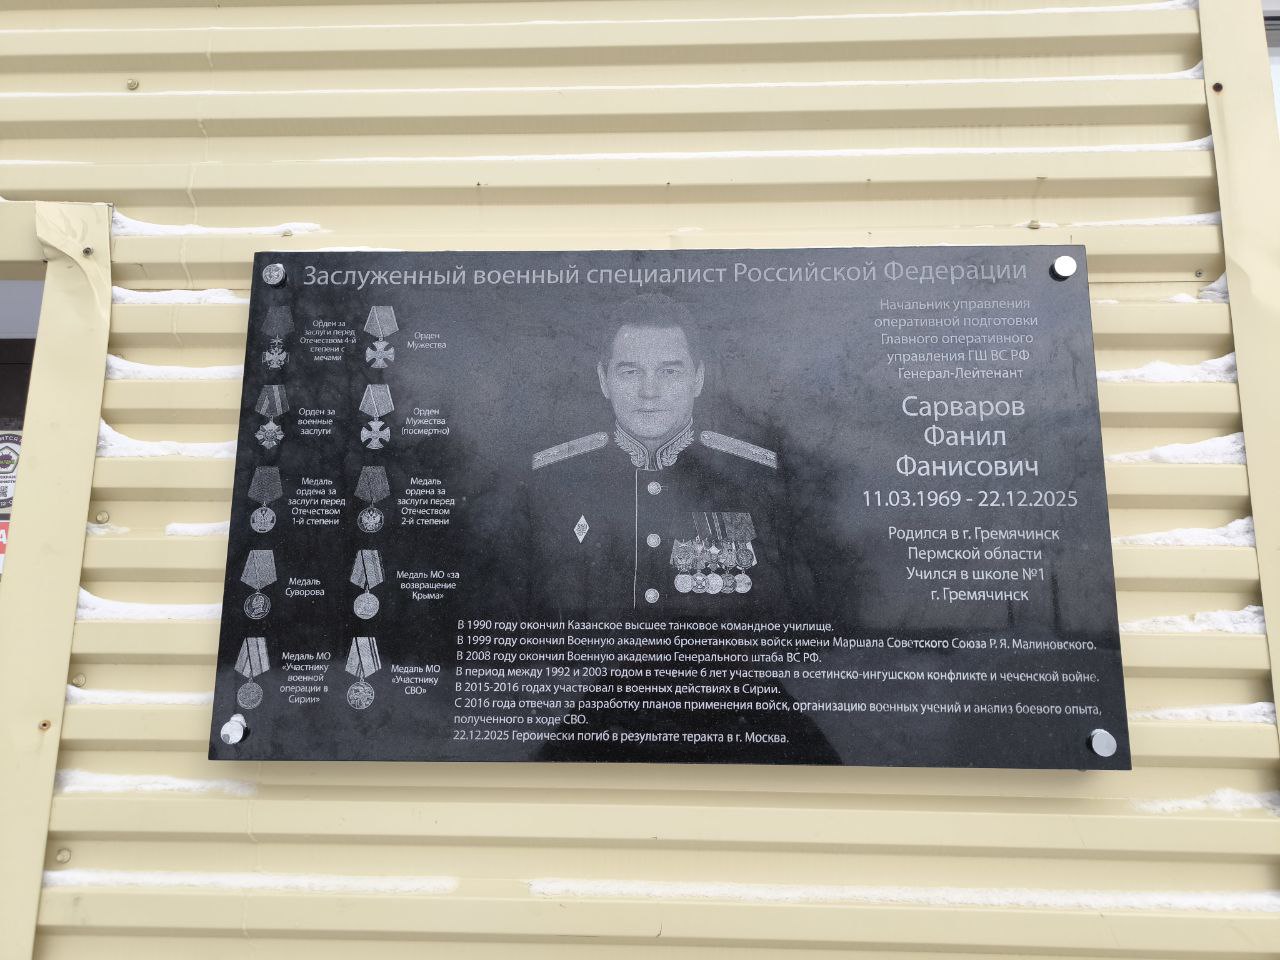 Заслуженный военный специалист Российской Федерации
Орден за
заслуги перед
Отечеством 4-й
степени с
мечами
Орден
Мужества
Орден за
военные
заслуги
Орден
Мужества
(посмертно)
Медаль
ордена за
заслуги перед
Отечеством
1-й степени
Медаль
ордена за
заслуги перед
Отечеством
2-й степени
Медаль
Суворова
Медаль МО «за
возвращение
Крыма»
Медаль МО
«Участнику
военной
операции в
Сирии»
Медаль МО
«Участнику
СВО»
Начальник управления
оперативной подготовки
Главного оперативного
управления ГШ ВС РФ
Генерал-Лейтенант
Сарваров
Фанил
Фанисович
11.03.1969 - 22.12.2025
Родился в г. Гремячинск
Пермской области
Учился в школе №1
г. Гремячинск
В 1990 году окончил Казанское высшее танковое командное училище.
В 1999 году окончил Военную академию бронетанковых войск имени Маршала Советского Союза Р.Я. Малиновского.
В 2008 году окончил Военную академию Генерального штаба ВС РФ.
В период между 1992 и 2003 годом в течение 6 лет участвовал в осетинско-ингушском конфликте и чеченской войне.
В 2015-2016 годах участвовал в военных действиях в Сирии.
С 2016 года отвечал за разработку планов применения войск, организацию военных учений и анализ боевого опыта,
полученного в ходе СВО.
22.12.2025 Героически погиб в результате теракта в г. Москва.